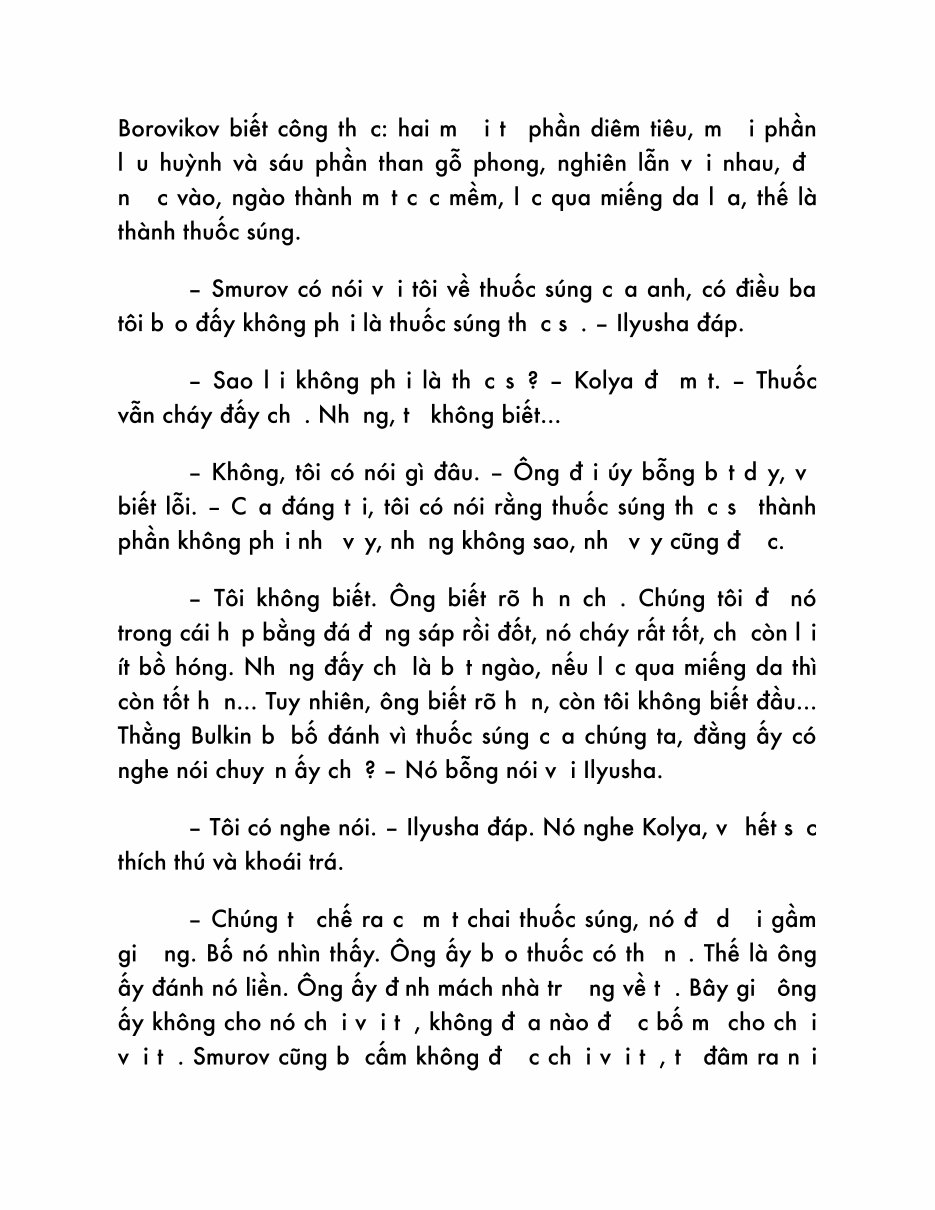 Borovikov biết công th c: hai m i t phần diêm tiêu, m i phần
l u huỳnh và sáu phần than gỗ phong, nghiên lẫn v i nhau, đ
n c vào, ngào thành m t c c mềm, l c qua miếng da l a, thế là
thành thuốc súng.
– Smurov có nói v i tôi về thuốc súng c a anh, có điều ba
tôi b o đấy không ph i là thuốc súng th c s . – Ilyusha đáp.
– Sao l i không ph i là th c s ? – Kolya đ m t. – Thuốc
vẫn cháy đấy ch . Nh ng, t không biết...
– Không, tôi có nói gì đâu. – Ông đ i úy bỗng b t d y, v
biết lỗi. – C a đáng t i, tôi có nói rằng thuốc súng th c s thành
phần không ph i nh v y, nh ng không sao, nh v y cũng đ c.
– Tôi không biết. Ông biết rõ h n ch . Chúng tôi đ nó
trong cái h p bằng đá đ ng sáp rồi đốt, nó cháy rất tốt, ch còn l i
ít bồ hóng. Nh ng đấy ch là b t ngào, nếu l c qua miếng da thì
còn tốt h n... Tuy nhiên, ông biết rõ h n, còn tôi không biết đầu...
Thằng Bulkin b bố đánh vì thuốc súng c a chúng ta, đằng ấy có
nghe nói chuy n ấy ch ? – Nó bỗng nói v i Ilyusha.
– Tôi có nghe nói. – Ilyusha đáp. Nó nghe Kolya, v hết s c
thích thú và khoái trá.
– Chúng t chế ra c m t chai thuốc súng, nó đ d i gầm
gi ng. Bố nó nhìn thấy. Ông ấy b o thuốc có th n . Thế là ông
ấy đánh nó liền. Ông ấy đ nh mách nhà tr ng về t . Bây gi ông
ấy không cho nó ch i v i t , không đ a nào đ c bố m cho ch i
v i t . Smurov cũng b cấm không đ c ch i v i t , t đâm ra n i